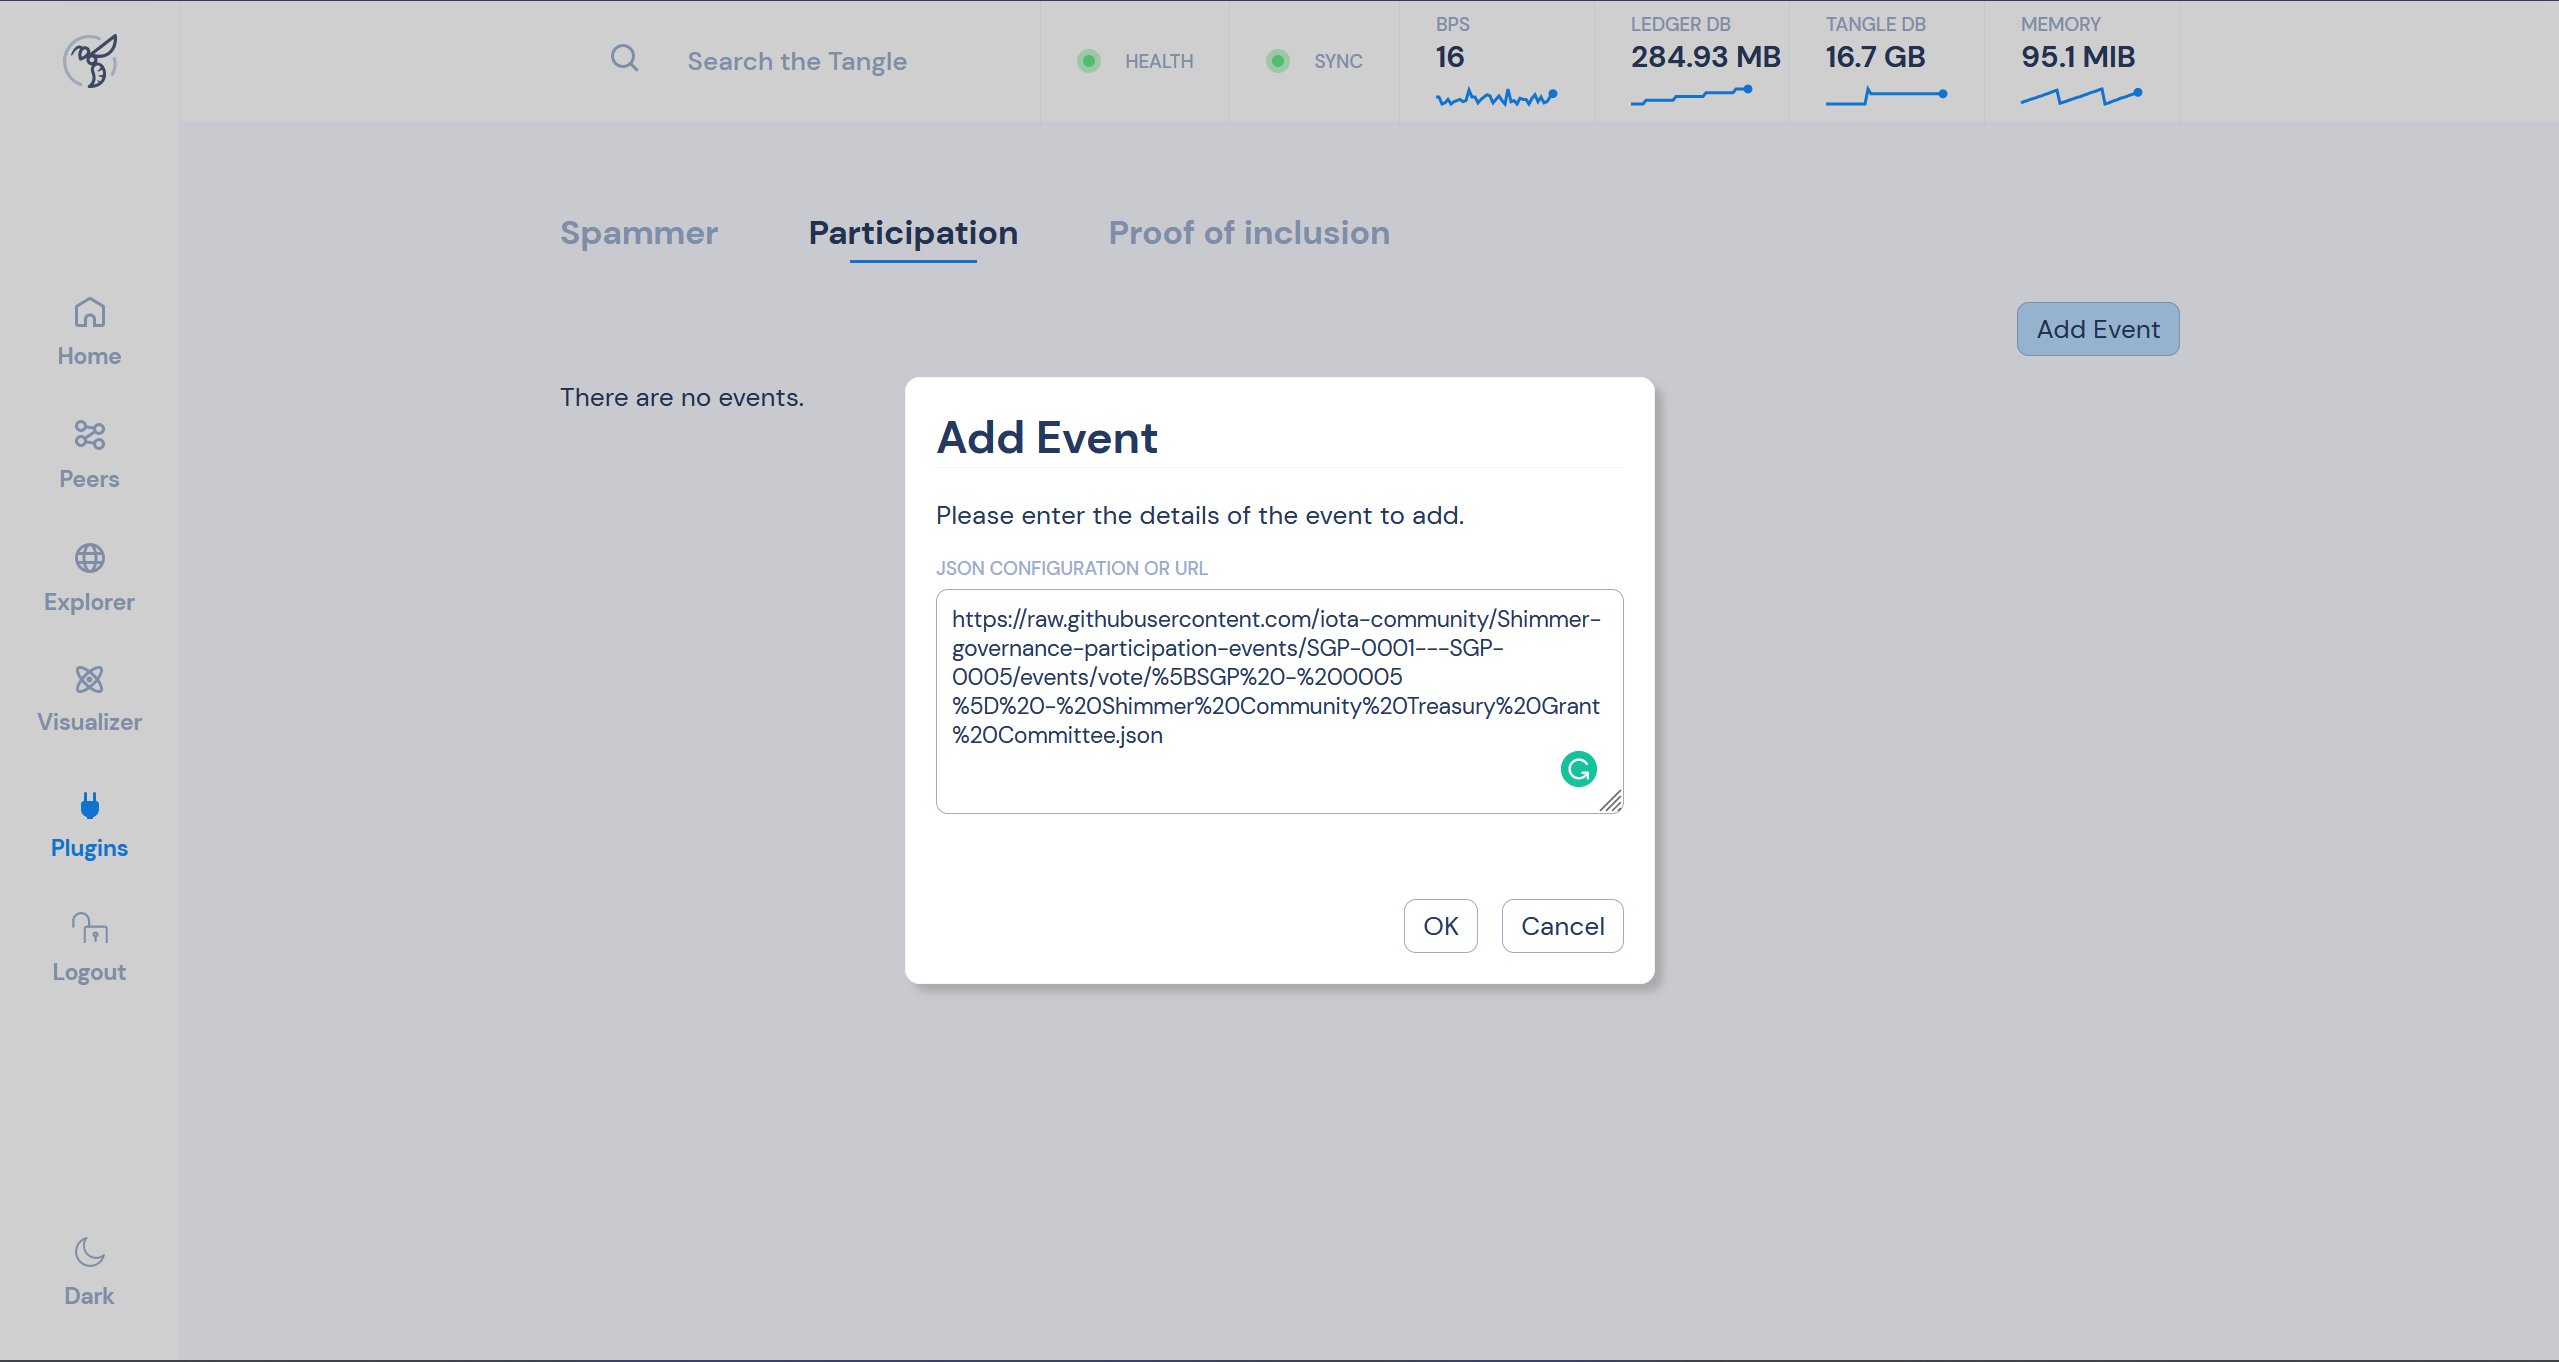 Search the Tangle
HEALTH
SYNC
BPS
16
LEDGER DB
284.93 MB
TANGLE DB
16.7 GB
MEMORY
95.1 MIB
Home
Peers
Explorer
Visualizer
Plugins
Logout
Dark
Spammer
Participation
Proof of inclusion
Add Event
There are no events.
Add Event
Please enter the details of the event to add.
JSON CONFIGURATION OR URL
https://raw.githubusercontent.com/iota-community/Shimmer-
governance-participation-events/SGP-0001---SGP-
0005/events/vote/%5BSGP%20-%200005
%5D%20-%20Shimmer%20Community%20Treasury%20Grant
%20Committee.json
OK
Cancel